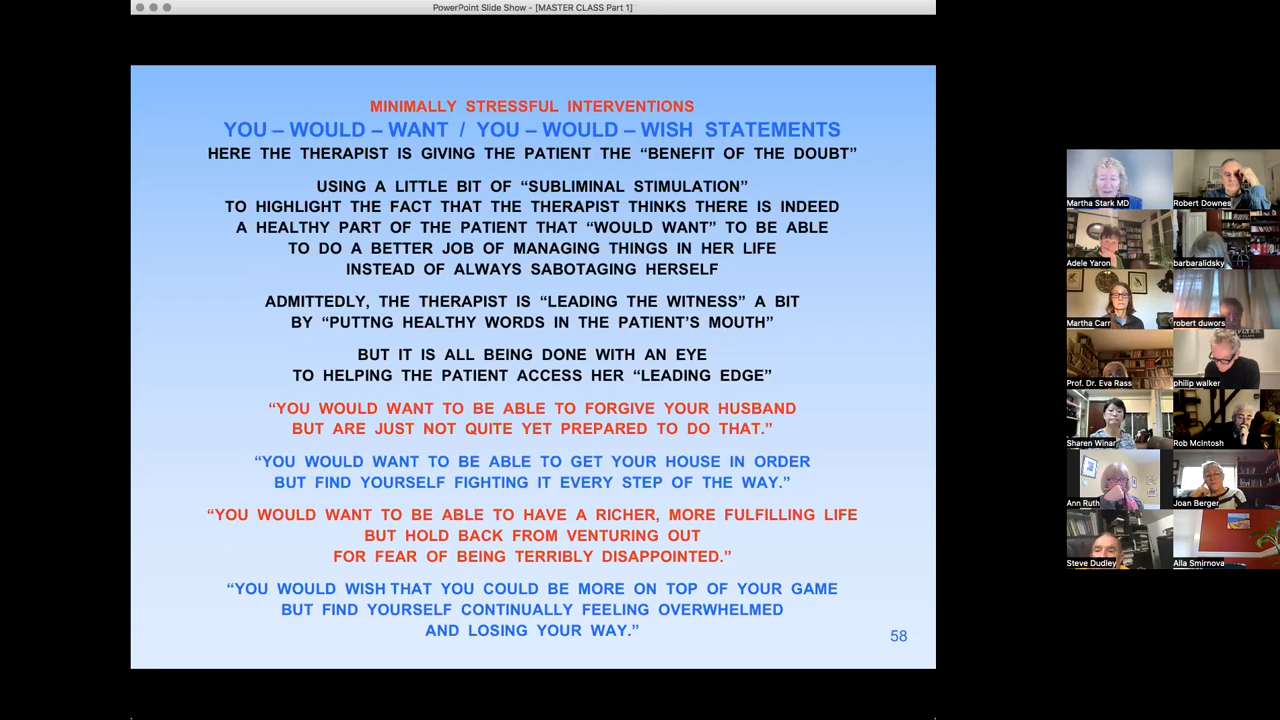 PowerPoint Slide Show - [MASTER CLASS Part 1]
MINIMALLY STRESSFUL INTERVENTIONS
YOU – WOULD – WANT / YOU – WOULD – WISH STATEMENTS
HERE THE THERAPIST IS GIVING THE PATIENT THE “BENEFIT OF THE DOUBT”
USING A LITTLE BIT OF “SUBLIMINAL STIMULATION”
TO HIGHLIGHT THE FACT THAT THE THERAPIST THINKS THERE IS INDEED
A HEALTHY PART OF THE PATIENT THAT “WOULD WANT” TO BE ABLE
TO DO A BETTER JOB OF MANAGING THINGS IN HER LIFE
INSTEAD OF ALWAYS SABOTAGING HERSELF
ADMITTEDLY, THE THERAPIST IS “LEADING THE WITNESS” A BIT
BY “PUTTNG HEALTHY WORDS IN THE PATIENT’S MOUTH”
BUT IT IS ALL BEING DONE WITH AN EYE
TO HELPING THE PATIENT ACCESS HER “LEADING EDGE”
“YOU WOULD WANT TO BE ABLE TO FORGIVE YOUR HUSBAND
BUT ARE JUST NOT QUITE YET PREPARED TO DO THAT.”
“YOU WOULD WANT TO BE ABLE TO GET YOUR HOUSE IN ORDER
BUT FIND YOURSELF FIGHTING IT EVERY STEP OF THE WAY.”
“YOU WOULD WANT TO BE ABLE TO HAVE A RICHER, MORE FULFILLING LIFE
BUT HOLD BACK FROM VENTURING OUT
FOR FEAR OF BEING TERRIBLY DISAPPOINTED.”
“YOU WOULD WISH THAT YOU COULD BE MORE ON TOP OF YOUR GAME
BUT FIND YOURSELF CONTINUALLY FEELING OVERWHELMED
AND LOSING YOUR WAY.”
58
Martha Stark MD
Robert Downes
Adele Yaron
barbaralidsky
Martha Carr
robert duwors
Prof. Dr. Eva Rass
philip walker
Sharen Winar
Rob McIntosh
Ann Ruth
Joan Berger
Steve Dudley
Alla Smirnova